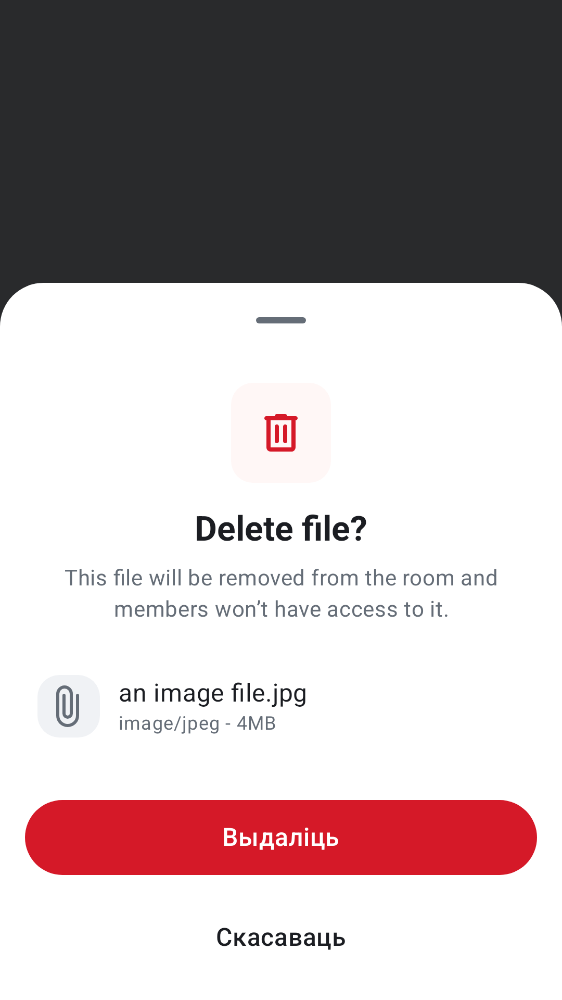 Delete file?
This file will be removed from the room and
members won’t have access to it.
an image file.jpg
image/jpeg - 4MB
Выдаліць
Скасаваць